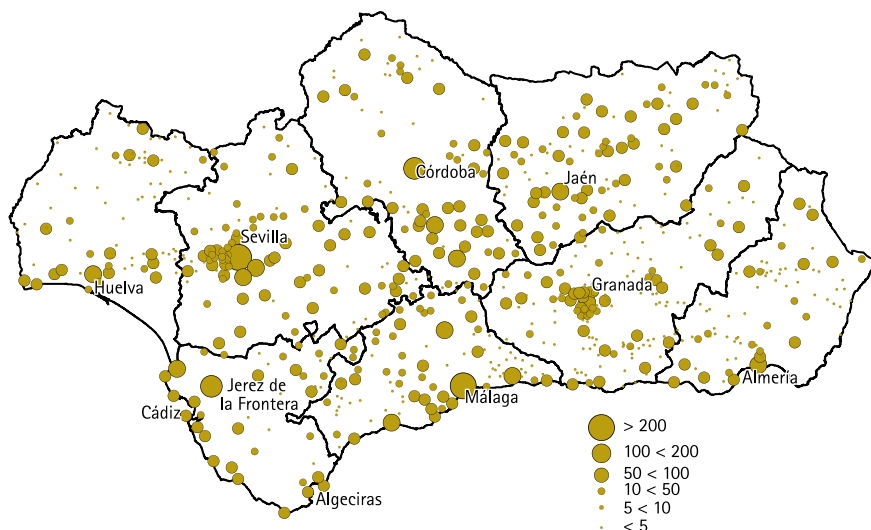 Córdoba
Jaén
Sevilla
Huelva
Granada
Jerez de
la Frontera
Cádiz
Málaga
Almería
Algeciras
> 200
100 < 200
50 < 100
10 < 50
5 < 10
< 5